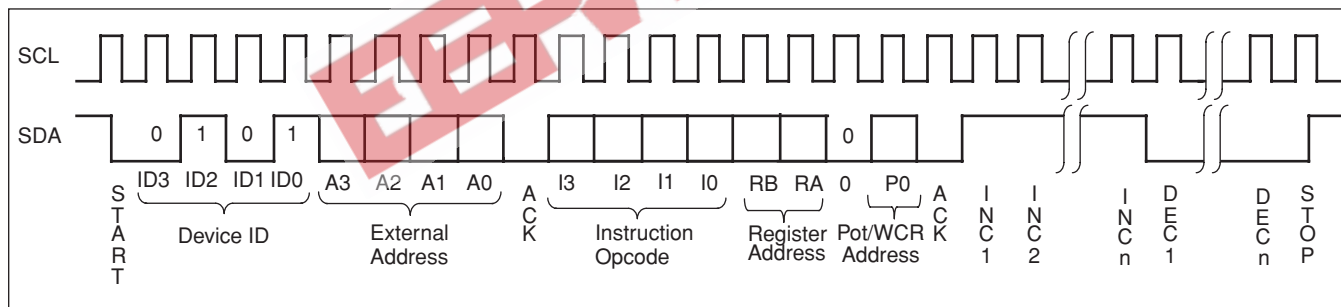 SCL
SDA
0 1 0 1 0
ID3 ID2 ID1 ID0 A3 A2 A1 A0 I3 I2 I1 I0 RB RA 0 P0
START
Device ID
External
Address
ACK
Instruction
Opcode
Register
Address
Pot/WCR
Address
ACK
INC1
INC2
INCn
DEC1
DECn
STOP